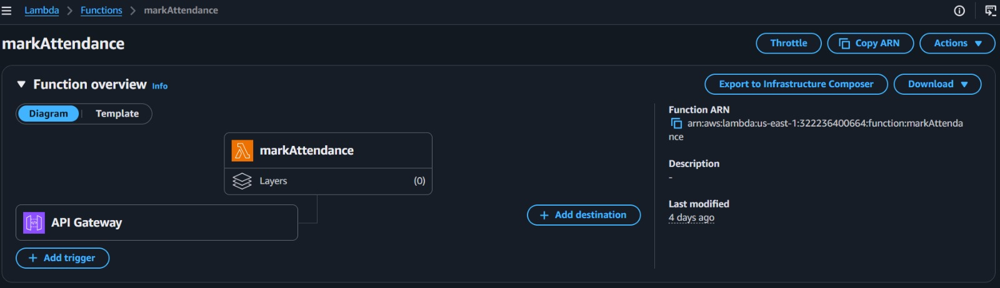 Lambda > Functions > markAttendance
markAttendance
Throttle
Copy ARN
Actions
Function overview Info
Export to Infrastructure Composer
Download
Diagram
Template
markAttendance
Layers (0)
API Gateway
+ Add trigger
+ Add destination
Function ARN
arn:aws:lambda:us-east-1:322236400664:function:markAttenda
nce
Description
-
Last modified
4 days ago